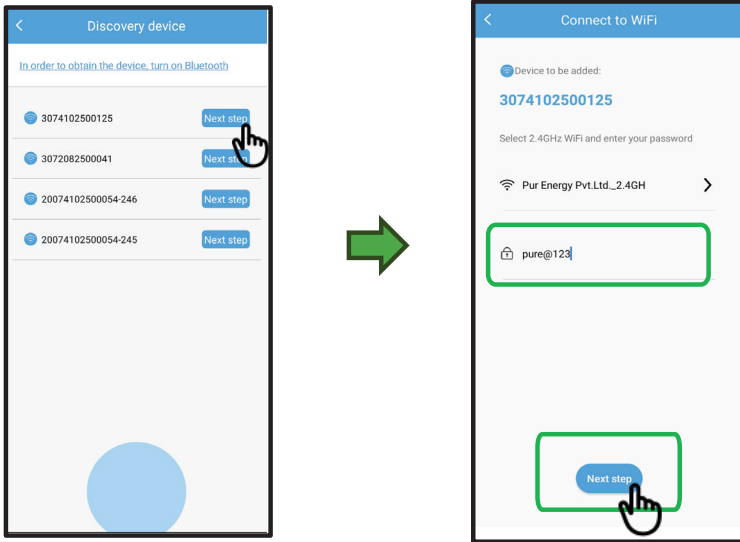 Discovery device
In order to obtain the device, turn on Bluetooth
3074102500125 Next step
3072082500041 Next step
20074102500054-246 Next step
20074102500054-245 Next step
Connect to WiFi
Device to be added:
3074102500125
Select 2.4GHz WiFi and enter your password
Pur Energy Pvt.Ltd._2.4GH
pure@123
Next step